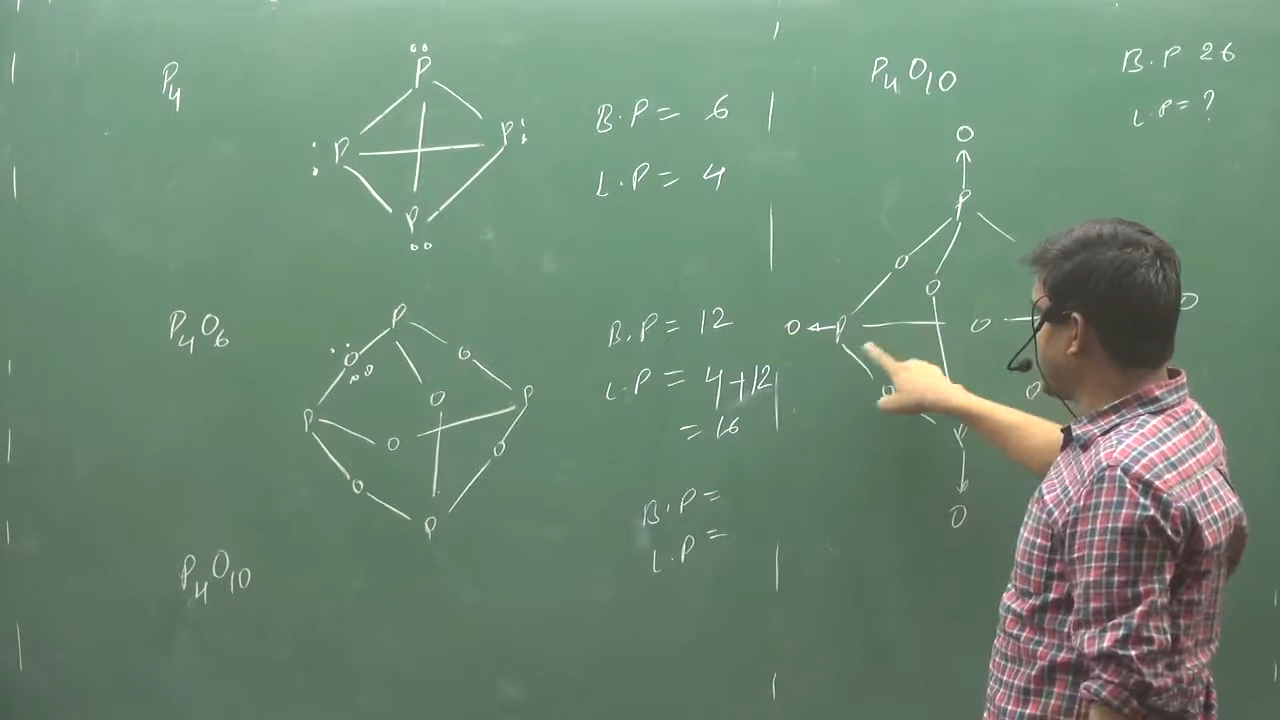 P4
P
P
P
P
B.P = 6
L.P = 4
P4O6
P
O
O
P
O
O
P
O
O
P
B.P = 12
L.P = 4+12
= 16
B.P =
L.P =
P4O10
P4O10
B.P 26
L.P = ?
O
P
O
O
O
P
O
O
O
O
P
O